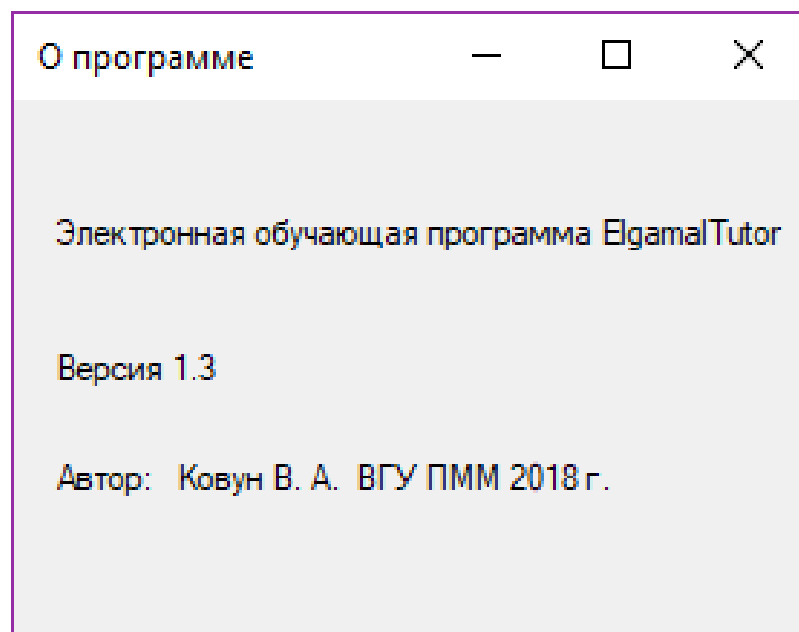 О программе
Электронная обучающая программа ElgamalTutor
Версия 1.3
Автор: Ковун В. А. ВГУ ПММ 2018 г.